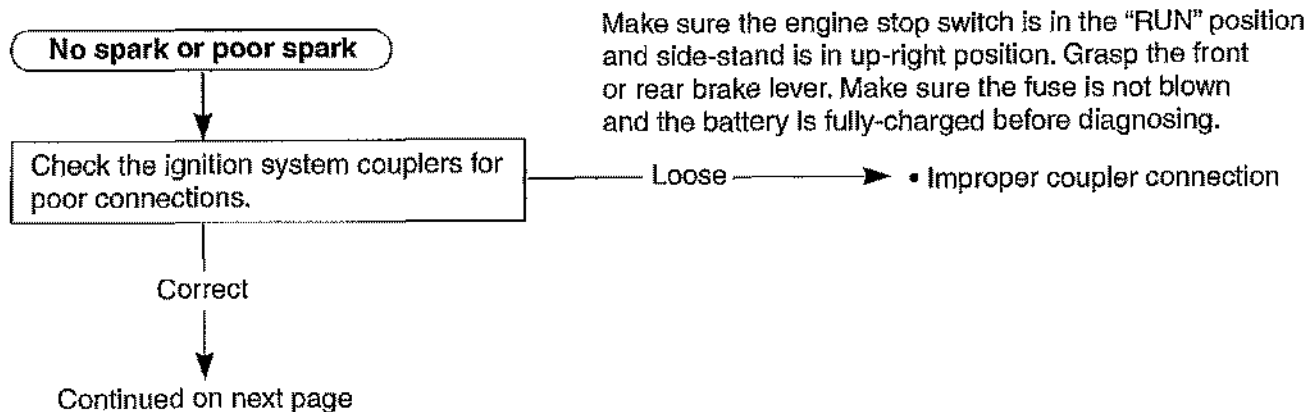 No spark or poor spark
Make sure the engine stop switch is in the “RUN” position
and side-stand is in up-right position. Grasp the front
or rear brake lever. Make sure the fuse is not blown
and the battery is fully-charged before diagnosing.
Check the ignition system couplers for
poor connections.
Loose
• Improper coupler connection
Correct
Continued on next page